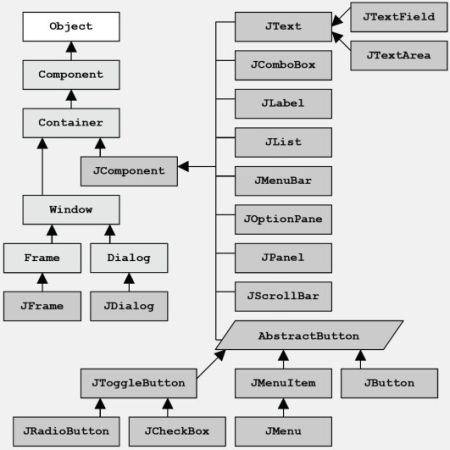 Object
JText
JTextField
JTextArea
Component
JComboBox
JLabel
Container
JList
JComponent
JMenuBar
Window
JOptionPane
Frame
Dialog
JPanel
JFrame
JDialog
JScrollBar
AbstractButton
JToggleButton
JMenuItem
JButton
JRadioButton
JCheckBox
JMenu